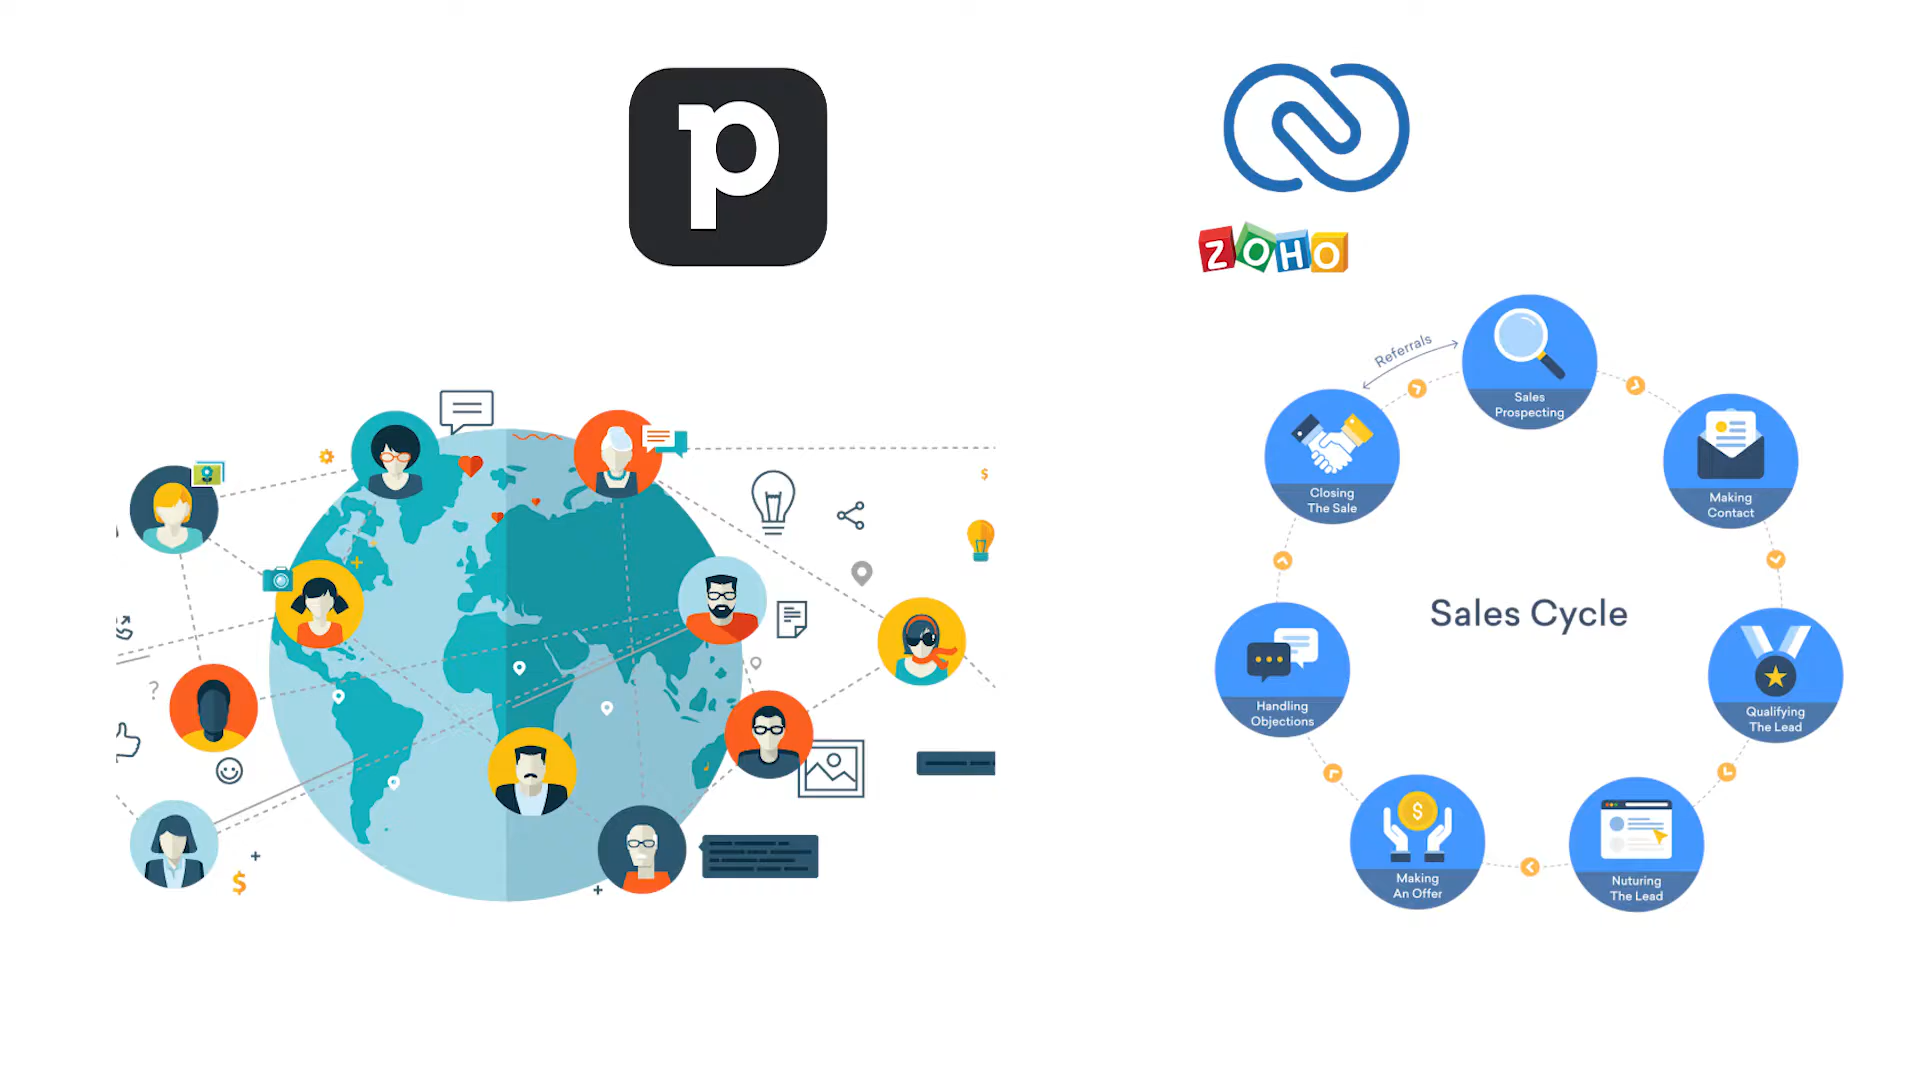 p
ZOHO
Referrals
Sales
Prospecting
Closing
The Sale
Making
Contact
Sales Cycle
Handling
Objections
Qualifying
The Lead
Making
An Offer
Nuturing
The Lead